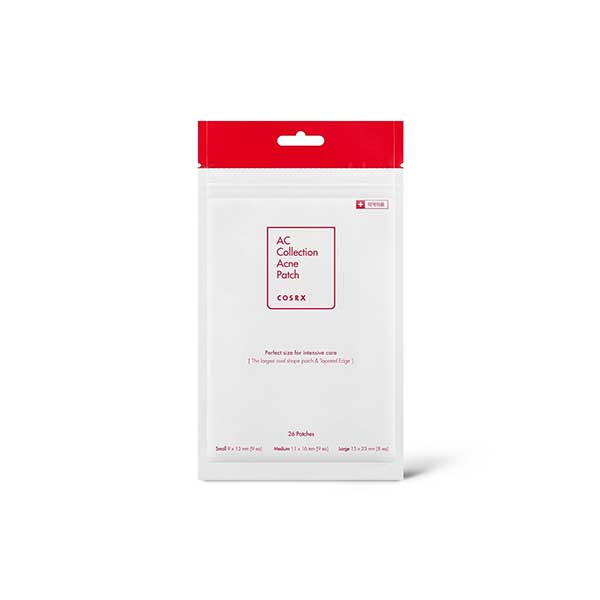 AC
Collection
Acne
Patch
COSRX
Perfect size for intensive care
[ The largest oval shape patch & Tapered Edge ]
26 Patches
Small 9 x 12 mm (9 ea) Medium 11 x 16 mm (9 ea) Large 15 x 23 mm (8 ea)